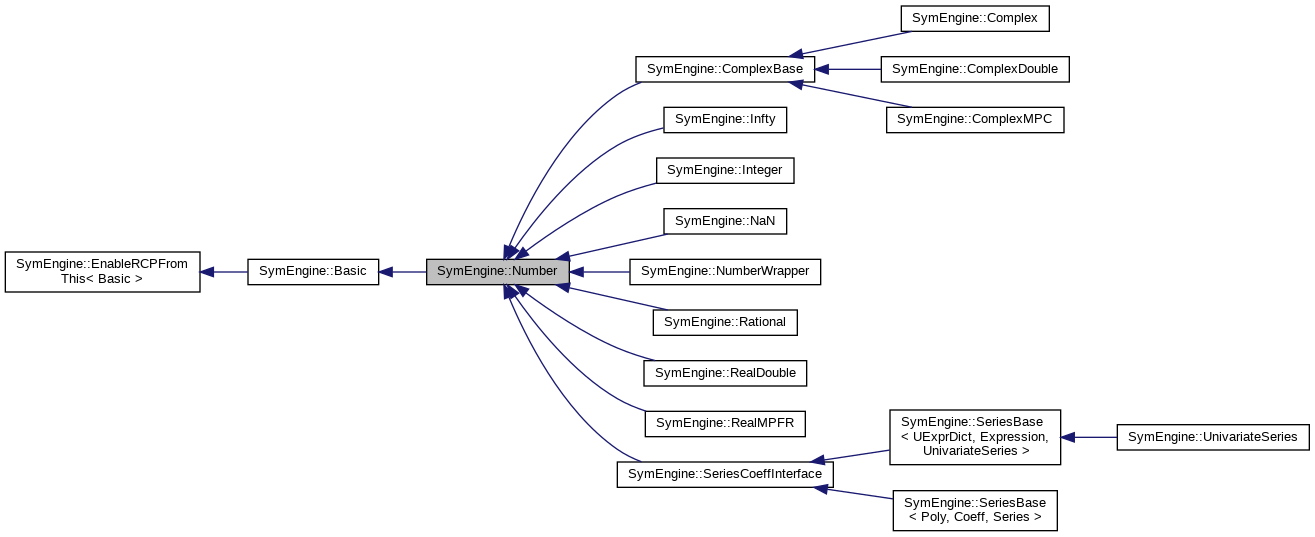 SymEngine::Complex
SymEngine::ComplexBase
SymEngine::ComplexDouble
SymEngine::Infty
SymEngine::ComplexMPC
SymEngine::Integer
SymEngine::NaN
SymEngine::EnableRCPFrom
This< Basic >
SymEngine::Basic
SymEngine::Number
SymEngine::NumberWrapper
SymEngine::Rational
SymEngine::RealDouble
SymEngine::RealMPFR
SymEngine::SeriesBase
< UExprDict, Expression,
UnivariateSeries >
SymEngine::UnivariateSeries
SymEngine::SeriesCoeffInterface
SymEngine::SeriesBase
< Poly, Coeff, Series >